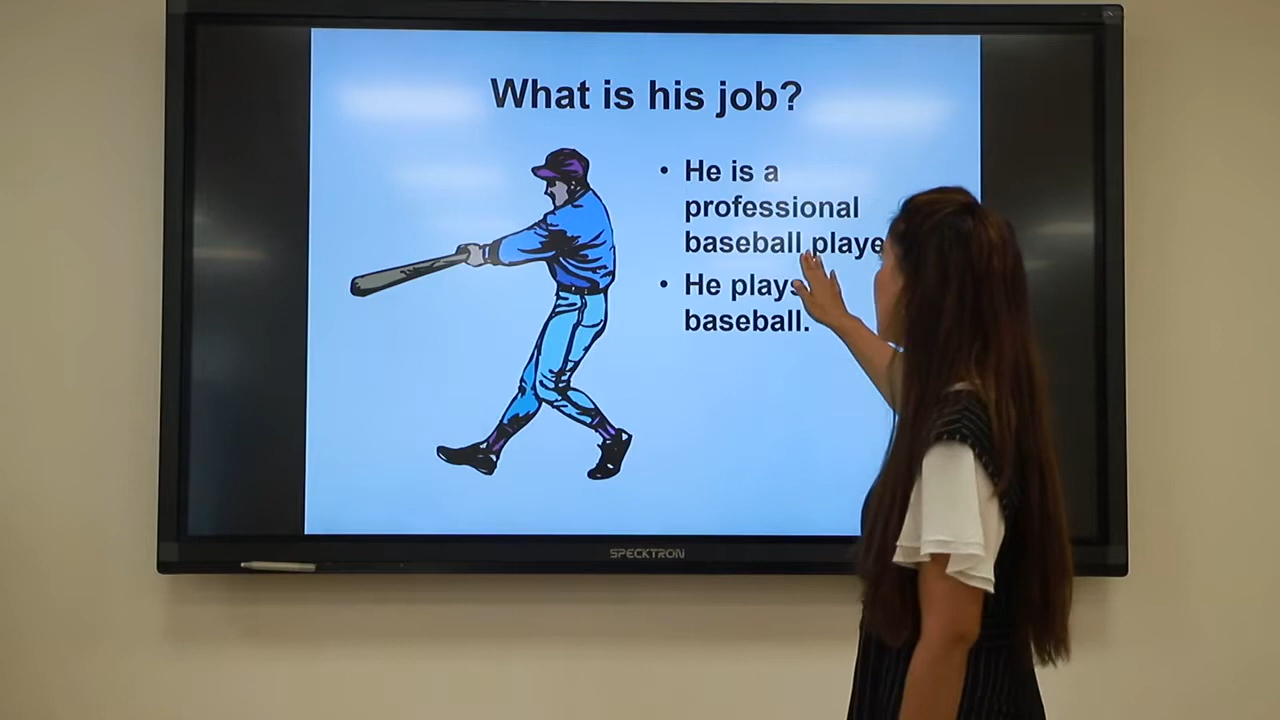 What is his job?
• He is a
professional
baseball playe
• He plays
baseball.
SPECKTRON